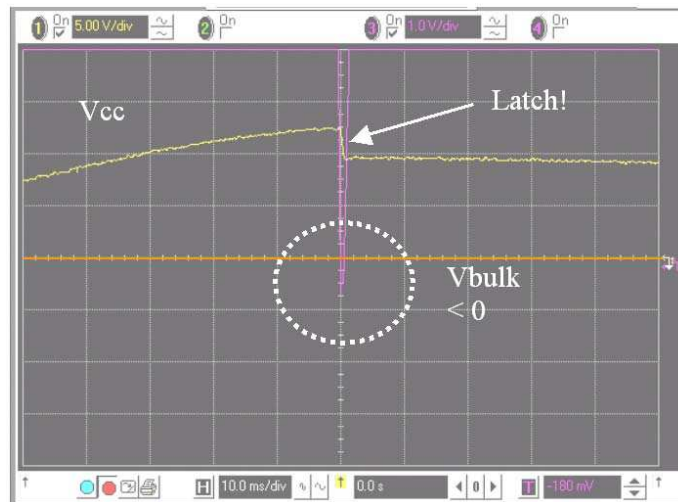 1 On 5.00 V/div 2 On 3 On 1.0 V/div 4 On
Vcc
Latch!
Vbulk
< 0
H 10.0 ms/div 0.0 s 0 T -180 mV